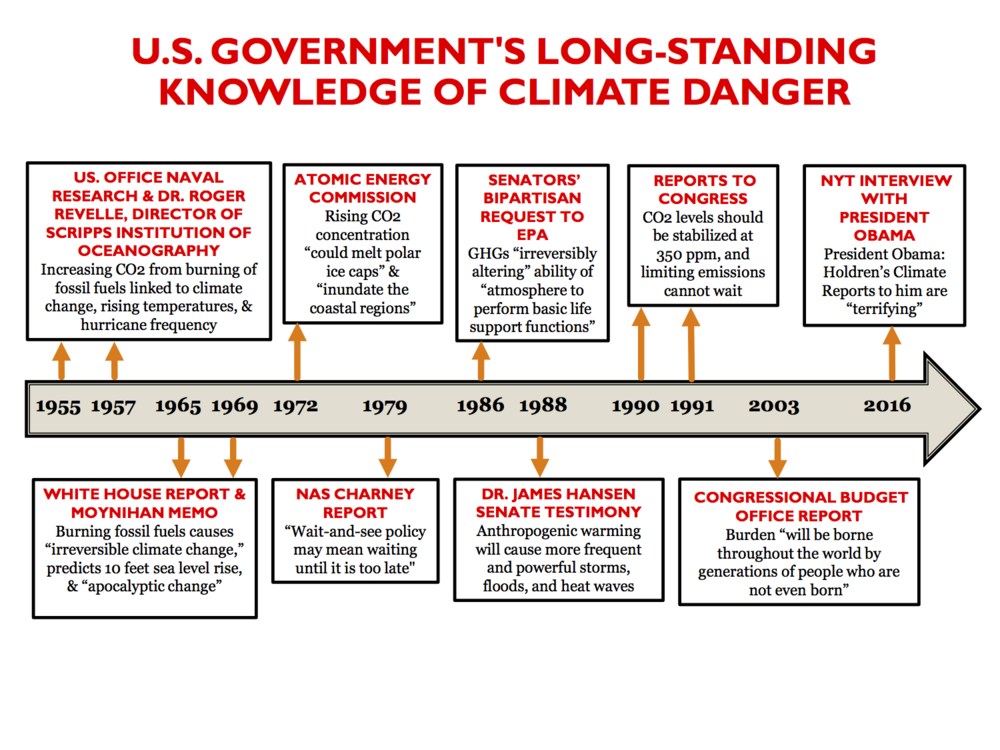 U.S. GOVERNMENT'S LONG-STANDING
KNOWLEDGE OF CLIMATE DANGER
US. OFFICE NAVAL
RESEARCH & DR. ROGER
REVELLE, DIRECTOR OF
SCRIPPS INSTITUTION OF
OCEANOGRAPHY
Increasing CO2 from burning of
fossil fuels linked to climate
change, rising temperatures, &
hurricane frequency
ATOMIC ENERGY
COMMISSION
Rising CO2
concentration
“could melt polar
ice caps” &
“inundate the
coastal regions”
SENATORS’
BIPARTISAN
REQUEST TO
EPA
GHGs “irreversibly
altering” ability of
“atmosphere to
perform basic life
support functions”
REPORTS TO
CONGRESS
CO2 levels should
be stabilized at
350 ppm, and
limiting emissions
cannot wait
NYT INTERVIEW
WITH
PRESIDENT
OBAMA
President Obama:
Holdren’s Climate
Reports to him are
“terrifying”
1955 1957 1965 1969 1972 1979 1986 1988 1990 1991 2003 2016
WHITE HOUSE REPORT &
MOYNIHAN MEMO
Burning fossil fuels causes
“irreversible climate change,”
predicts 10 feet sea level rise,
& “apocalyptic change”
NAS CHARNEY
REPORT
“Wait-and-see policy
may mean waiting
until it is too late"
DR. JAMES HANSEN
SENATE TESTIMONY
Anthropogenic warming
will cause more frequent
and powerful storms,
floods, and heat waves
CONGRESSIONAL BUDGET
OFFICE REPORT
Burden “will be borne
throughout the world by
generations of people who are
not even born”